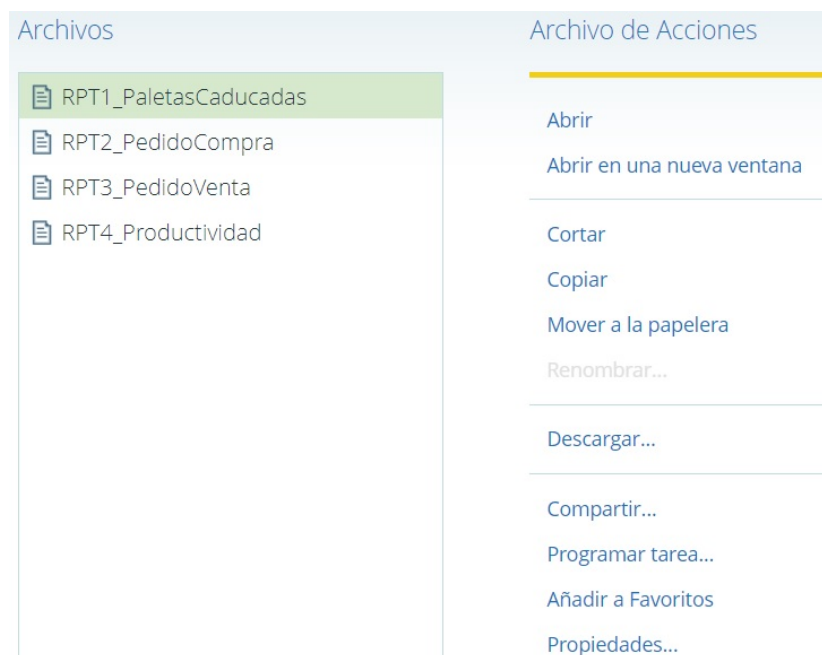 Archivos
RPT1_PaletasCaducadas
RPT2_PedidoCompra
RPT3_PedidoVenta
RPT4_Productividad
Archivo de Acciones
Abrir
Abrir en una nueva ventana
Cortar
Copiar
Mover a la papelera
Renombrar...
Descargar...
Compartir...
Programar tarea...
Añadir a Favoritos
Propiedades...